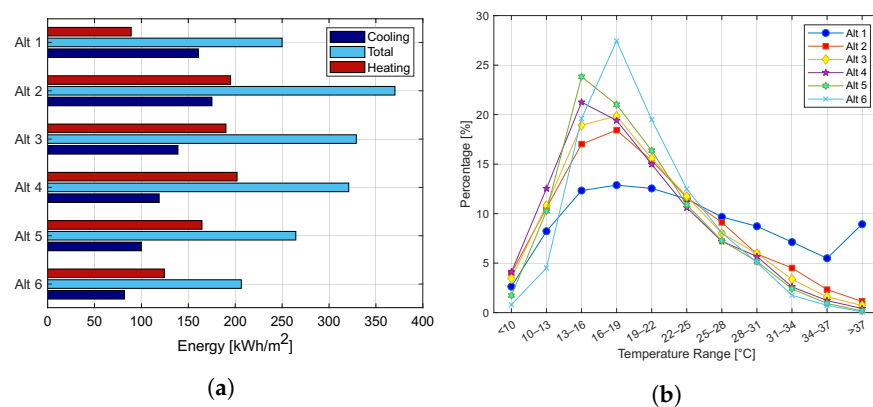 Alt 1
Alt 2
Alt 3
Alt 4
Alt 5
Alt 6
Cooling
Total
Heating
0 50 100 150 200 250 300 350 400
Energy [kWh/m²]
(a)
30
25
20
15
10
5
0
Percentage [%]
Alt 1
Alt 2
Alt 3
Alt 4
Alt 5
Alt 6
<10 10–13 13–16 16–19 19–22 22–25 25–28 28–31 31–34 34–37 >37
Temperature Range [°C]
(b)